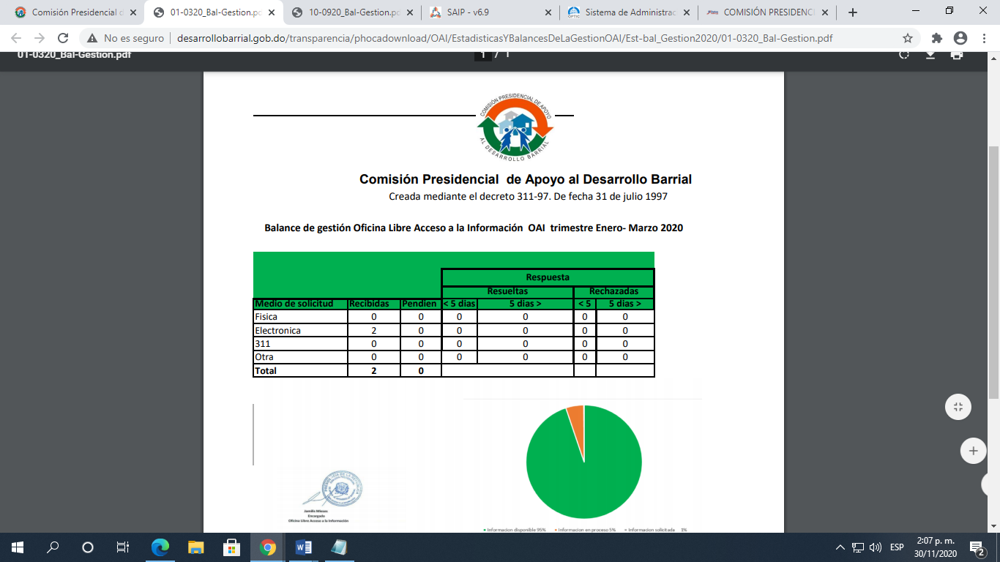 Comisión Presidencial d
01-0320_Bal-Gestion.pd
10-0920_Bal-Gestion.pd
SAIP - v6.9
Sistema de Administrac
COMISIÓN PRESIDENCI
No es seguro
desarrollobarrial.gob.do/transparencia/phocadownload/OAI/EstadisticasYBalancesDeLaGestionOAI/Est-bal_Gestion2020/01-0320_Bal-Gestion.pdf
01-0320_Bal-Gestion.pdf
1 / 1
COMISIÓN PRESIDENCIAL DE APOYO
AL DESARROLLO BARRIAL
Comisión Presidencial de Apoyo al Desarrollo Barrial
Creada mediante el decreto 311-97. De fecha 31 de julio 1997
Balance de gestión Oficina Libre Acceso a la Información OAI trimestre Enero- Marzo 2020
Respuesta
Resueltas Rechazadas
Medio de solicitud Recibidas Pendien < 5 dias 5 dias > < 5 5 dias >
Fisica 0 0 0 0 0 0
Electronica 2 0 0 0 0 0
311 0 0 0 0 0 0
Otra 0 0 0 0 0 0
Total 2 0
Jamilis Mieses
Encargado
Oficina Libre Acceso a la Información
Informacion disponible 95% Informacion en proceso 5% Informacion solicitada 1%
ESP
2:07 p. m.
30/11/2020
2